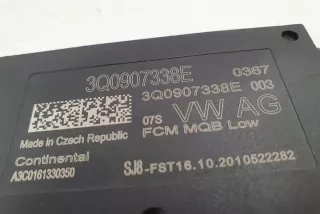 3Q0907338E 0367
3Q0907338E 003
07S VW AG
Made in Czech Republic FCM MQB Low
Continental SJ8-FST16.10.2010522282
A3C0161330350